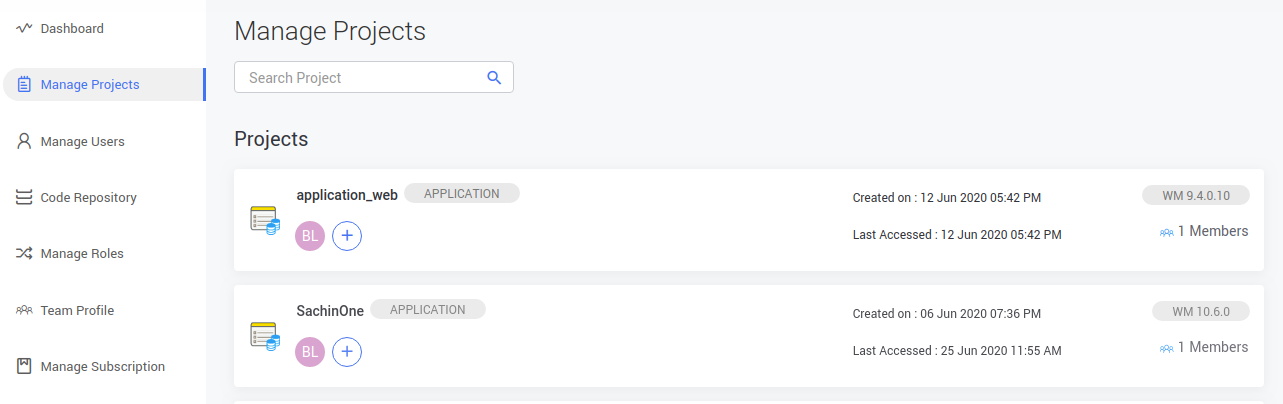 Dashboard
Manage Projects
Manage Users
Code Repository
Manage Roles
Team Profile
Manage Subscription
Manage Projects
Search Project
Projects
application_web APPLICATION
BL +
Created on : 12 Jun 2020 05:42 PM
Last Accessed : 12 Jun 2020 05:42 PM
WM 9.4.0.10
1 Members
SachinOne APPLICATION
BL +
Created on : 06 Jun 2020 07:36 PM
Last Accessed : 25 Jun 2020 11:55 AM
WM 10.6.0
1 Members